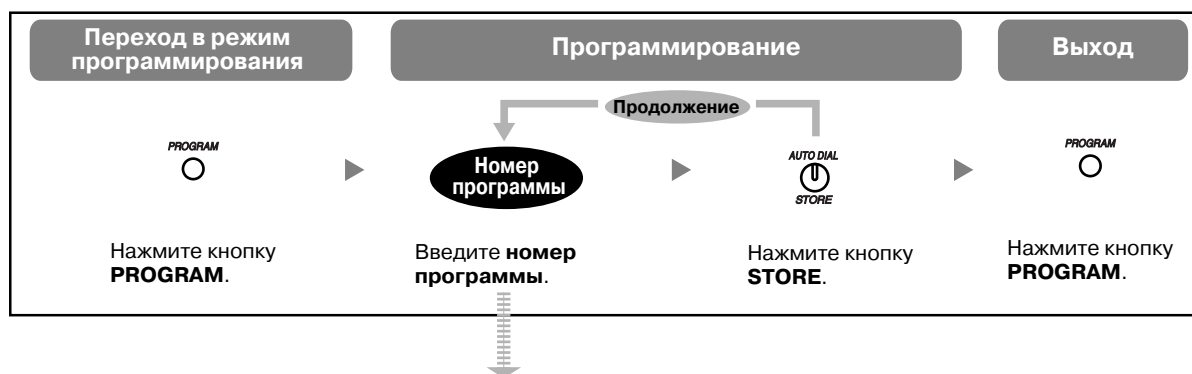 Переход в режим
программирования
Программирование
Выход
Продолжение
PROGRAM
Номер
программы
AUTO DIAL
STORE
PROGRAM
Нажмите кнопку
PROGRAM.
Введите номер
программы.
Нажмите кнопку
STORE.
Нажмите кнопку
PROGRAM.